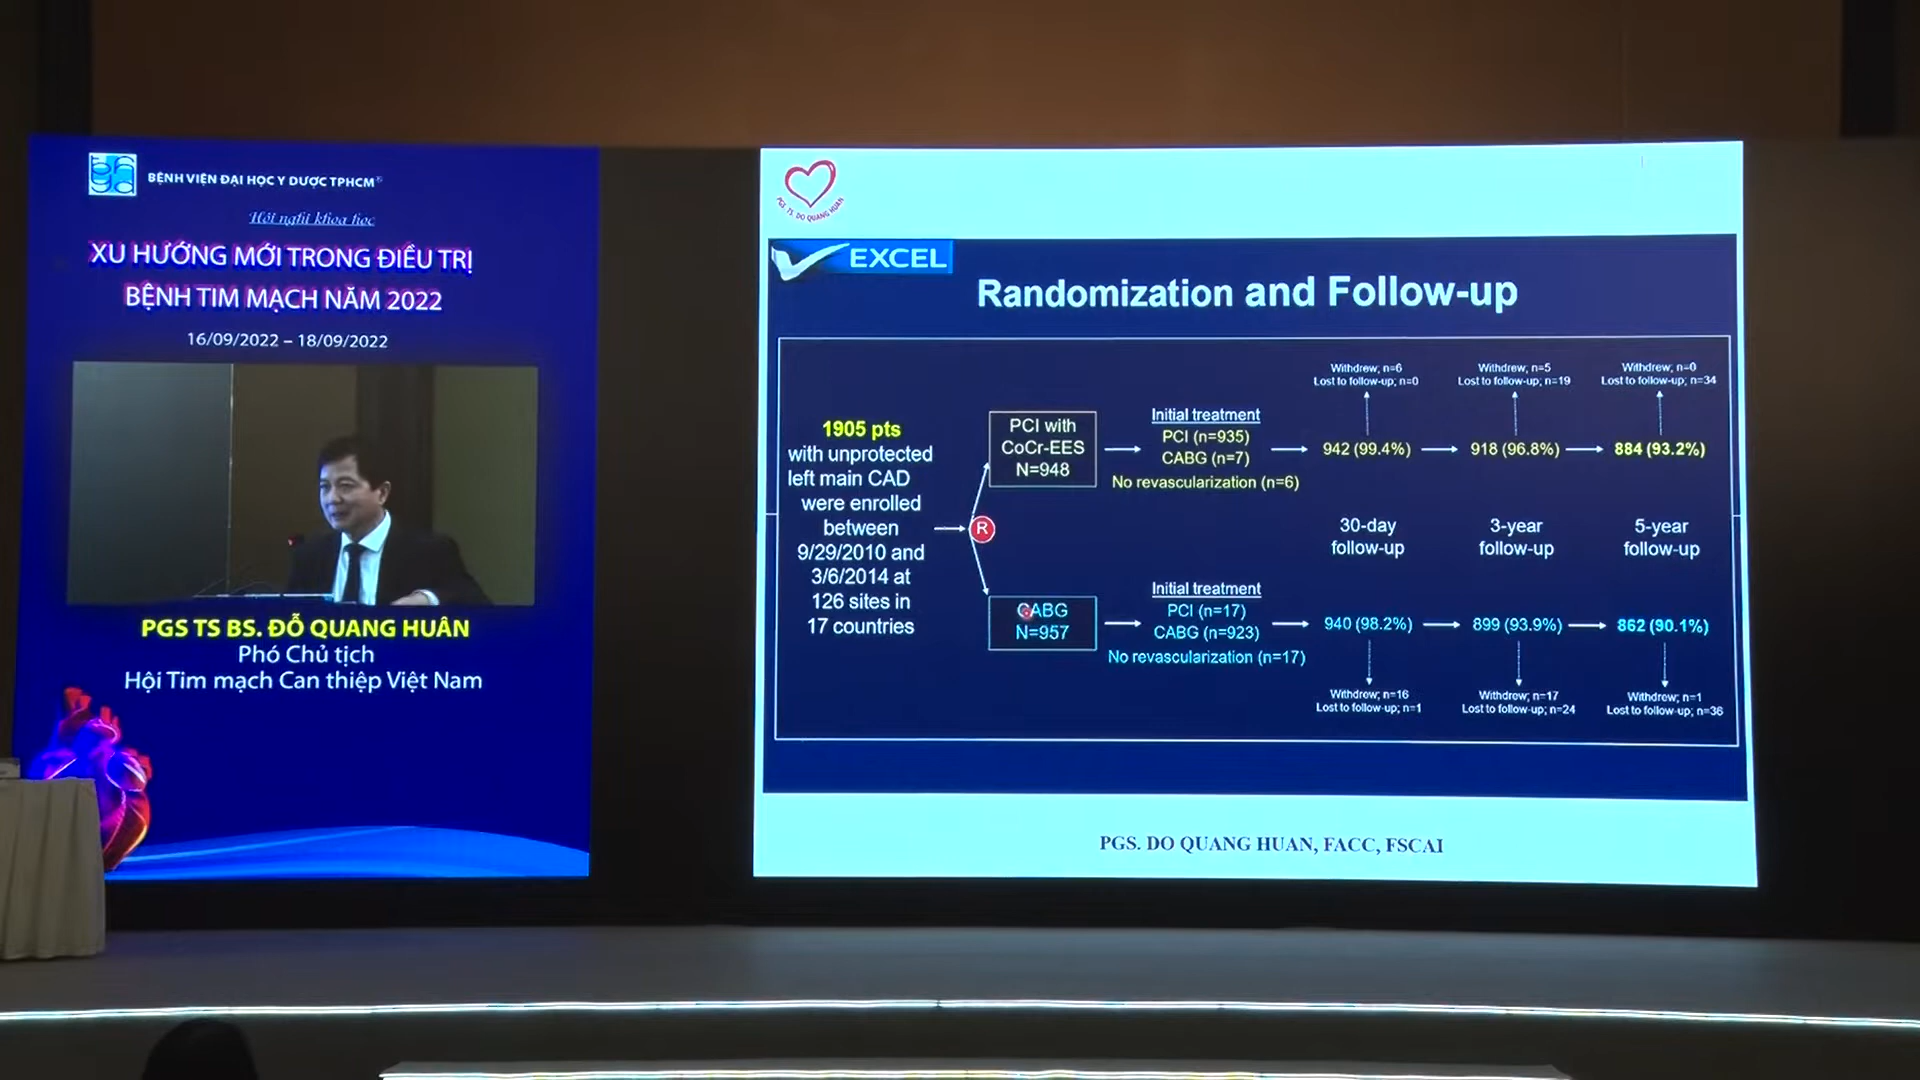 BỆNH VIỆN ĐẠI HỌC Y DƯỢC TPHCM
Hội nghị khoa học
XU HƯỚNG MỚI TRONG ĐIỀU TRỊ
BỆNH TIM MẠCH NĂM 2022
16/09/2022 – 18/09/2022
PGS TS BS. ĐỖ QUANG HUÂN
Phó Chủ tịch
Hội Tim mạch Can thiệp Việt Nam
PGS. TS. DO QUANG HUAN
EXCEL
Randomization and Follow-up
1905 pts
with unprotected
left main CAD
were enrolled
between
9/29/2010 and
3/6/2014 at
126 sites in
17 countries
R
PCI with
CoCr-EES
N=948
Initial treatment
PCI (n=935)
CABG (n=7)
No revascularization (n=6)
Withdrew; n=6
Lost to follow-up; n=0
942 (99.4%)
Withdrew; n=5
Lost to follow-up; n=19
918 (96.8%)
Withdrew; n=0
Lost to follow-up; n=34
884 (93.2%)
30-day
follow-up
3-year
follow-up
5-year
follow-up
CABG
N=957
Initial treatment
PCI (n=17)
CABG (n=923)
No revascularization (n=17)
940 (98.2%)
Withdrew; n=16
Lost to follow-up; n=1
899 (93.9%)
Withdrew; n=17
Lost to follow-up; n=24
862 (90.1%)
Withdrew; n=1
Lost to follow-up; n=36
PGS. DO QUANG HUAN, FACC, FSCAI